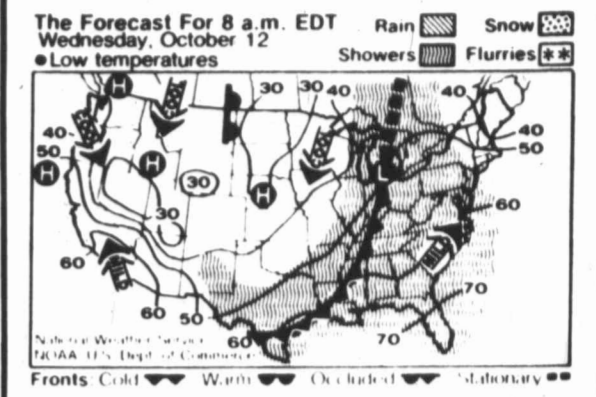 The Forecast For 8 a.m. EDT
Wednesday, October 12
● Low temperatures
Rain Snow
Showers Flurries
H
30 30 40 40
40 40
50 50
H H H
30
L
30 60
60 MILD MILD
70
60 50
60 70
National Weather Service
NOAA, U.S. Dept. of Commerce
Fronts: Cold Warm Occluded Stationary